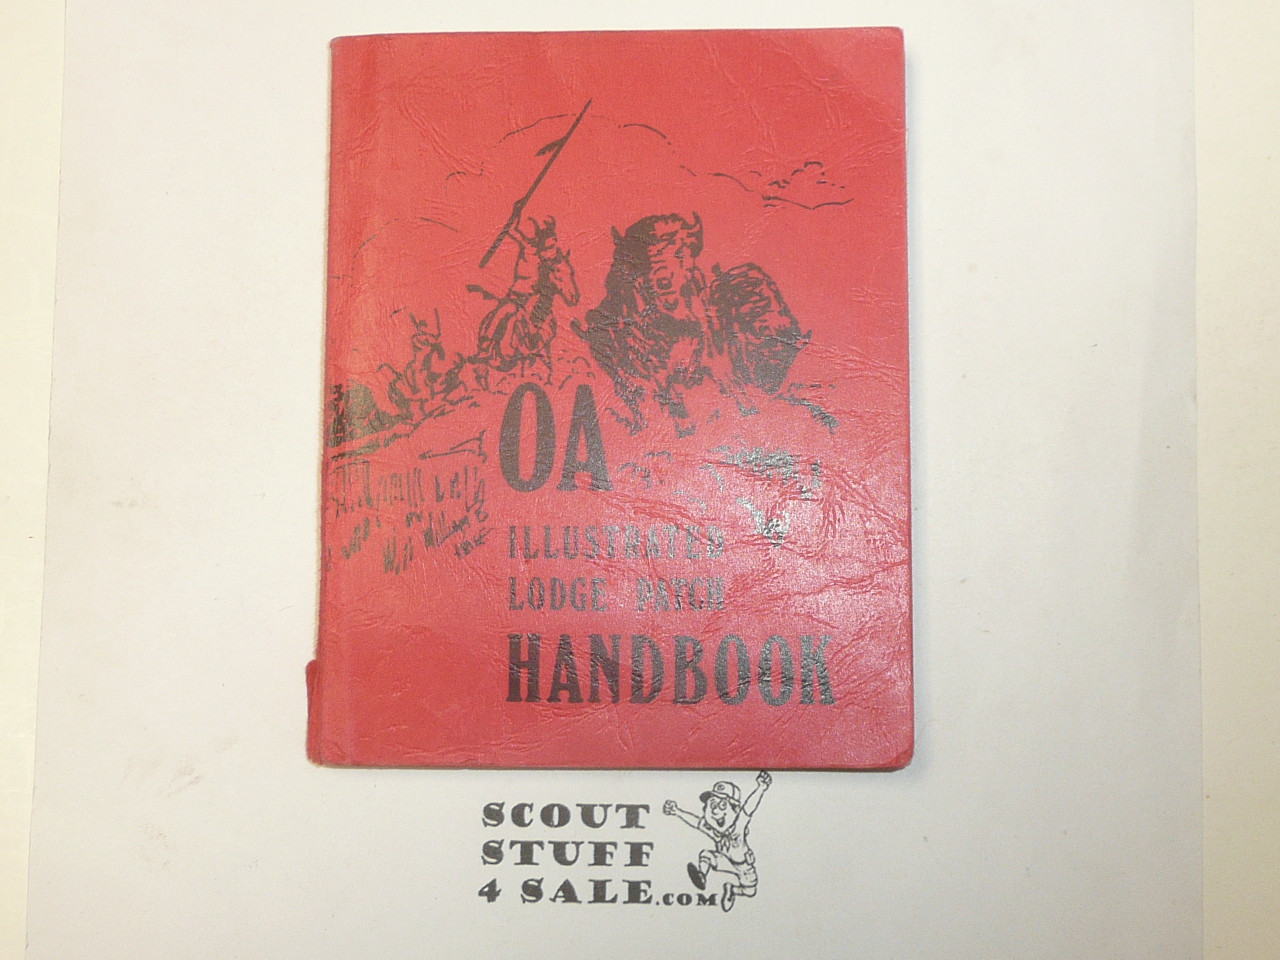 OA
ILLUSTRATED
LODGE PATCH
HANDBOOK
SCOUT
STUFF
4 SALE.COM